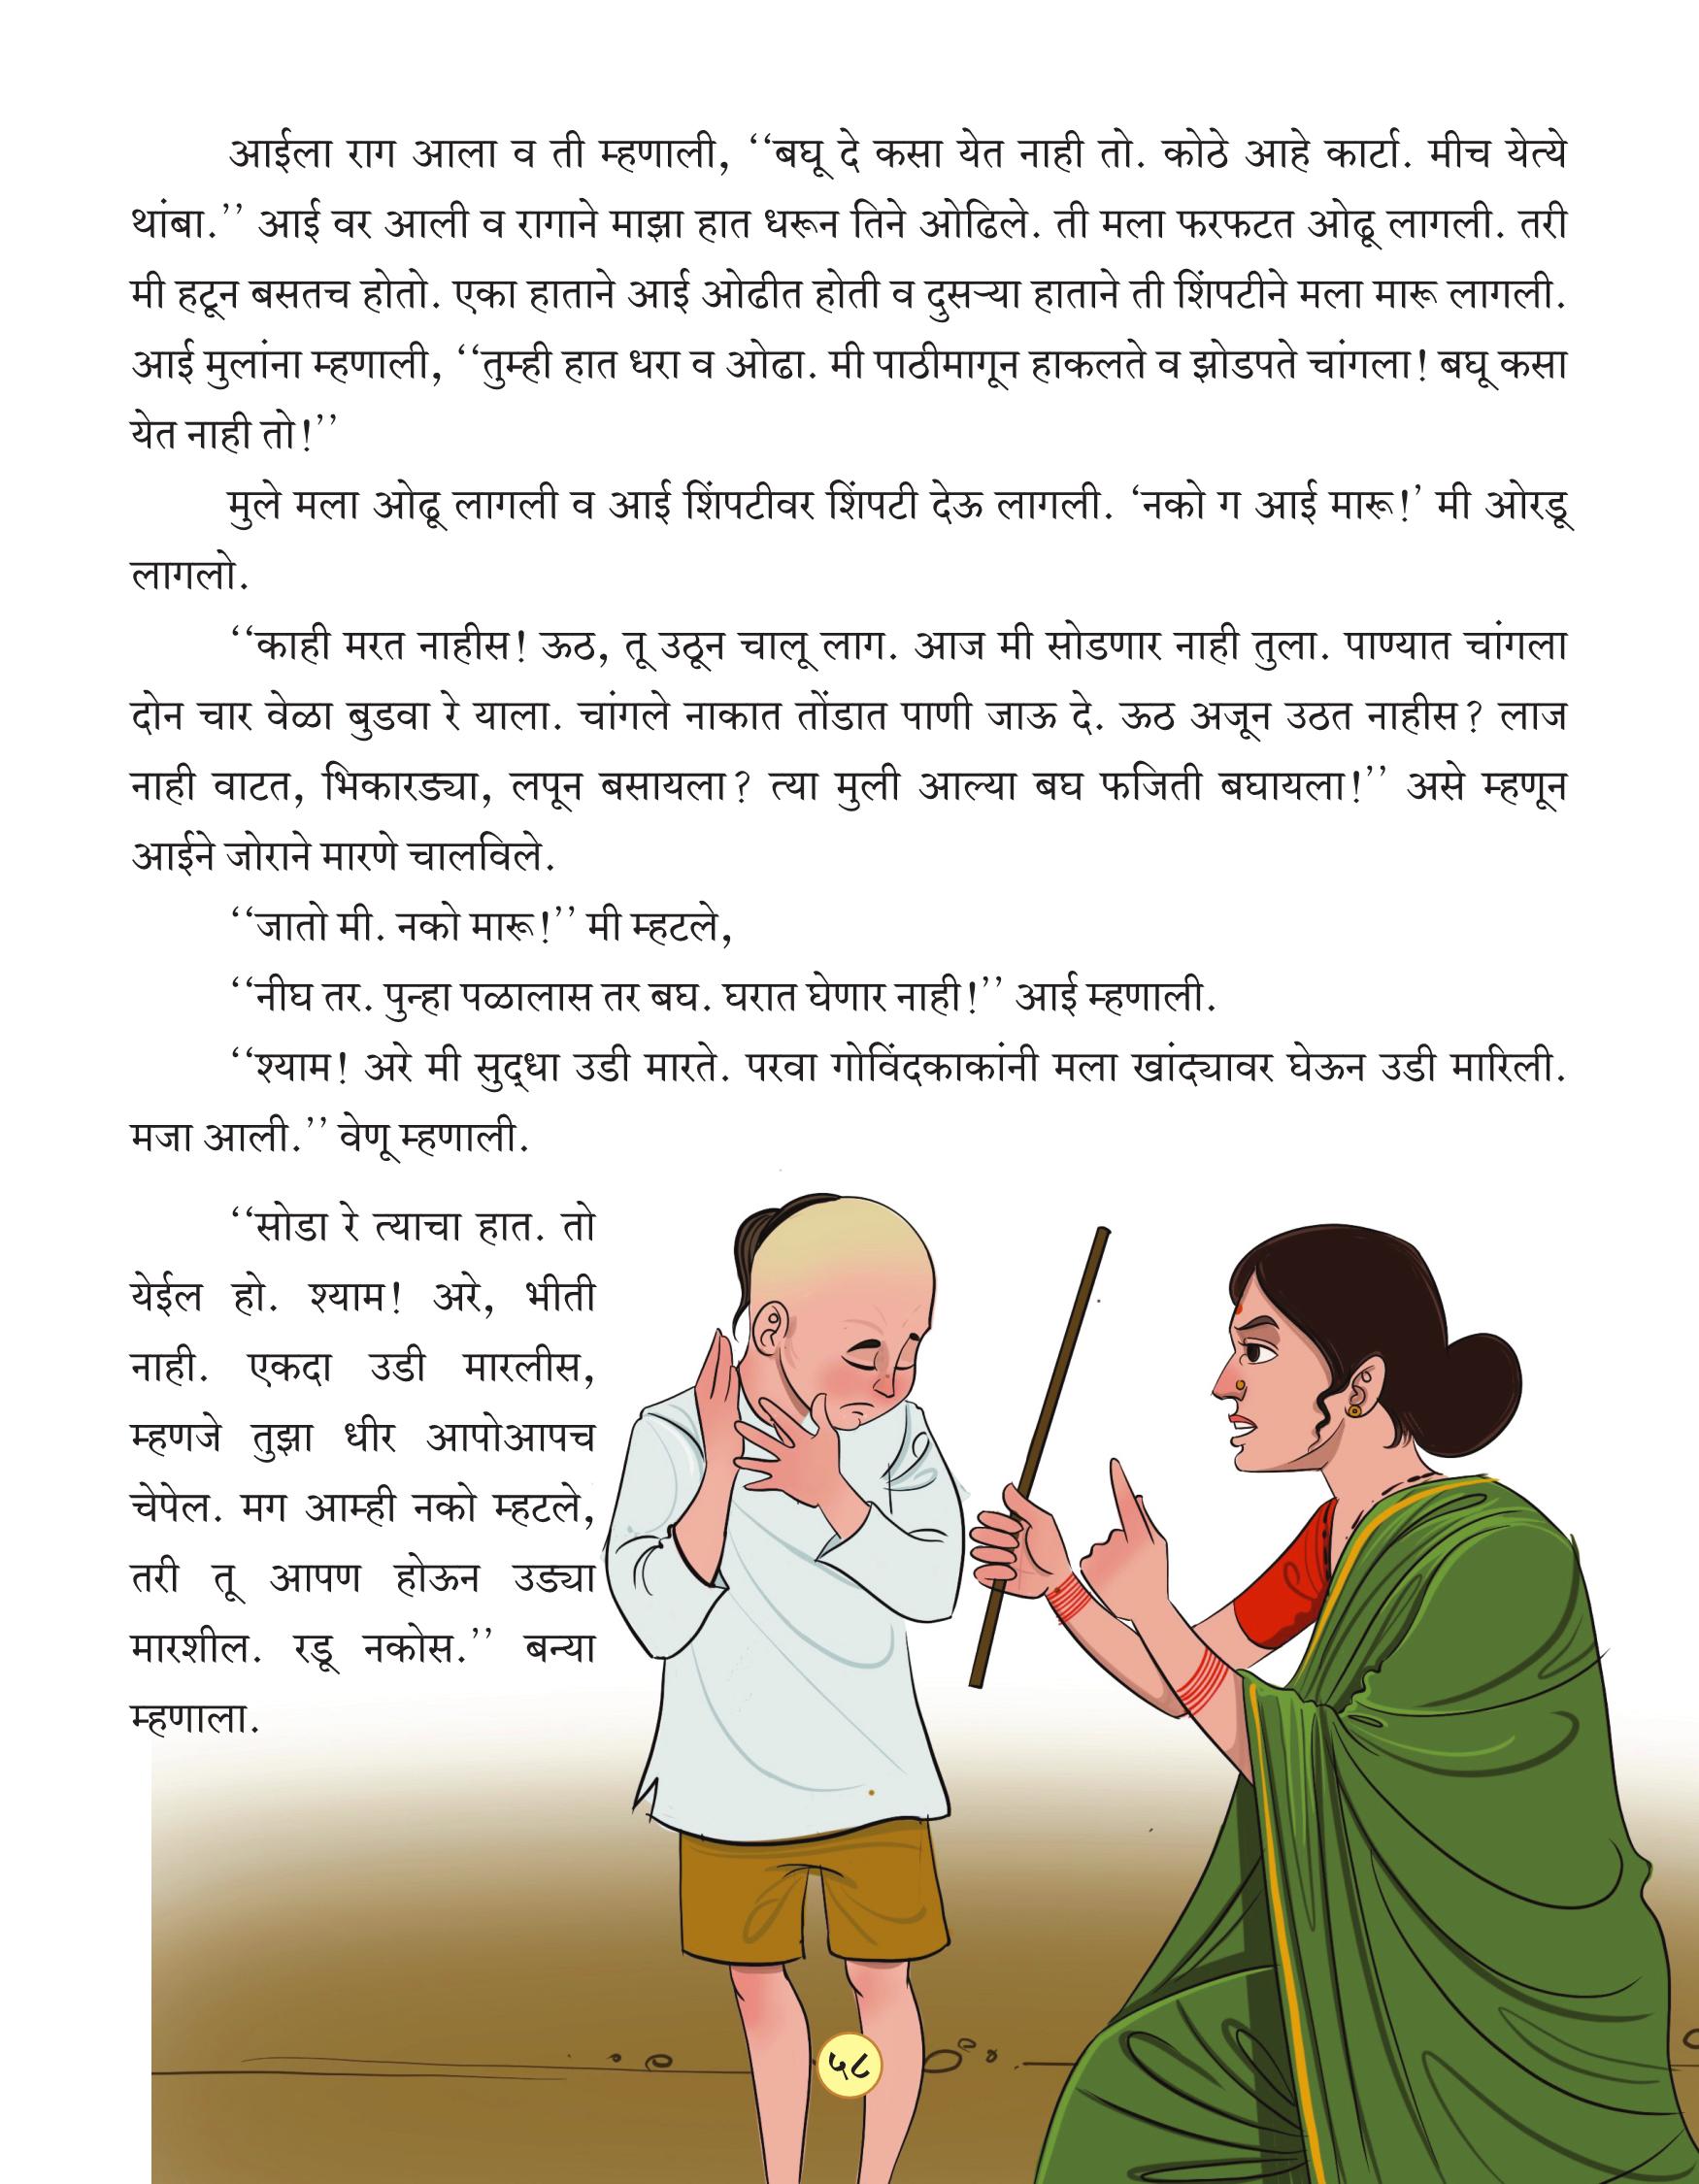 आईला राग आला व ती म्हणाली, ‘‘बघू दे कसा येत नाही तो. कोठे आहे कार्टा. मीच येत्ये
थांबा.’’ आई वर आली व रागाने माझा हात धरून तिने ओढिले. ती मला फरफटत ओढू लागली. तरी
मी हटून बसतच होतो. एका हाताने आई ओढीत होती व दुसऱ्या हाताने ती शिंपटीने मला मारू लागली.
आई मुलांना म्हणाली, ‘‘तुम्ही हात धरा व ओढा. मी पाठीमागून हाकलते व झोडपते चांगला! बघू कसा
येत नाही तो!’’
मुले मला ओढू लागली व आई शिंपटीवर शिंपटी देऊ लागली. ‘नको ग आई मारू!’ मी ओरडू
लागलो.
‘‘काही मरत नाहीस! ऊठ, तू उठून चालू लाग. आज मी सोडणार नाही तुला. पाण्यात चांगला
दोन चार वेळा बुडवा रे याला. चांगले नाकात तोंडात पाणी जाऊ दे. ऊठ अजून उठत नाहीस? लाज
नाही वाटत, भिकारड्या, लपून बसायला? त्या मुली आल्या बघ फजिती बघायला!’’ असे म्हणून
आईने जोराने मारणे चालविले.
‘‘जातो मी. नको मारू!’’ मी म्हटले,
‘‘नीघ तर. पुन्हा पळालास तर बघ. घरात घेणार नाही!’’ आई म्हणाली.
‘‘श्याम! अरे मी सुद्धा उडी मारते. परवा गोविंदकाकांनी मला खांद्यावर घेऊन उडी मारिली.
मजा आली.’’ वेणू म्हणाली.
‘‘सोडा रे त्याचा हात. तो
येईल हो. श्याम! अरे, भीती
नाही. एकदा उडी मारलीस,
म्हणजे तुझा धीर आपोआपच
चेपेल. मग आम्ही नको म्हटले,
तरी तू आपण होऊन उड्या
मारशील. रडू नकोस.’’ बन्या
म्हणाला.
५८